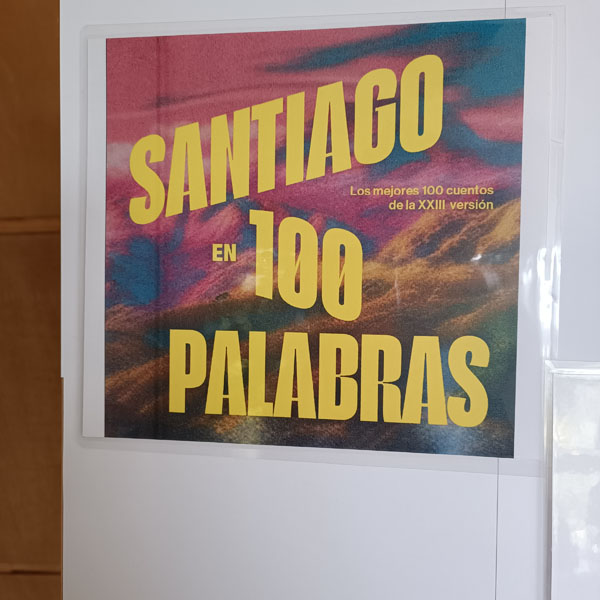 SANTIAGO
Los mejores 100 cuentos
de la XXIII versión
EN 100
PALABRAS